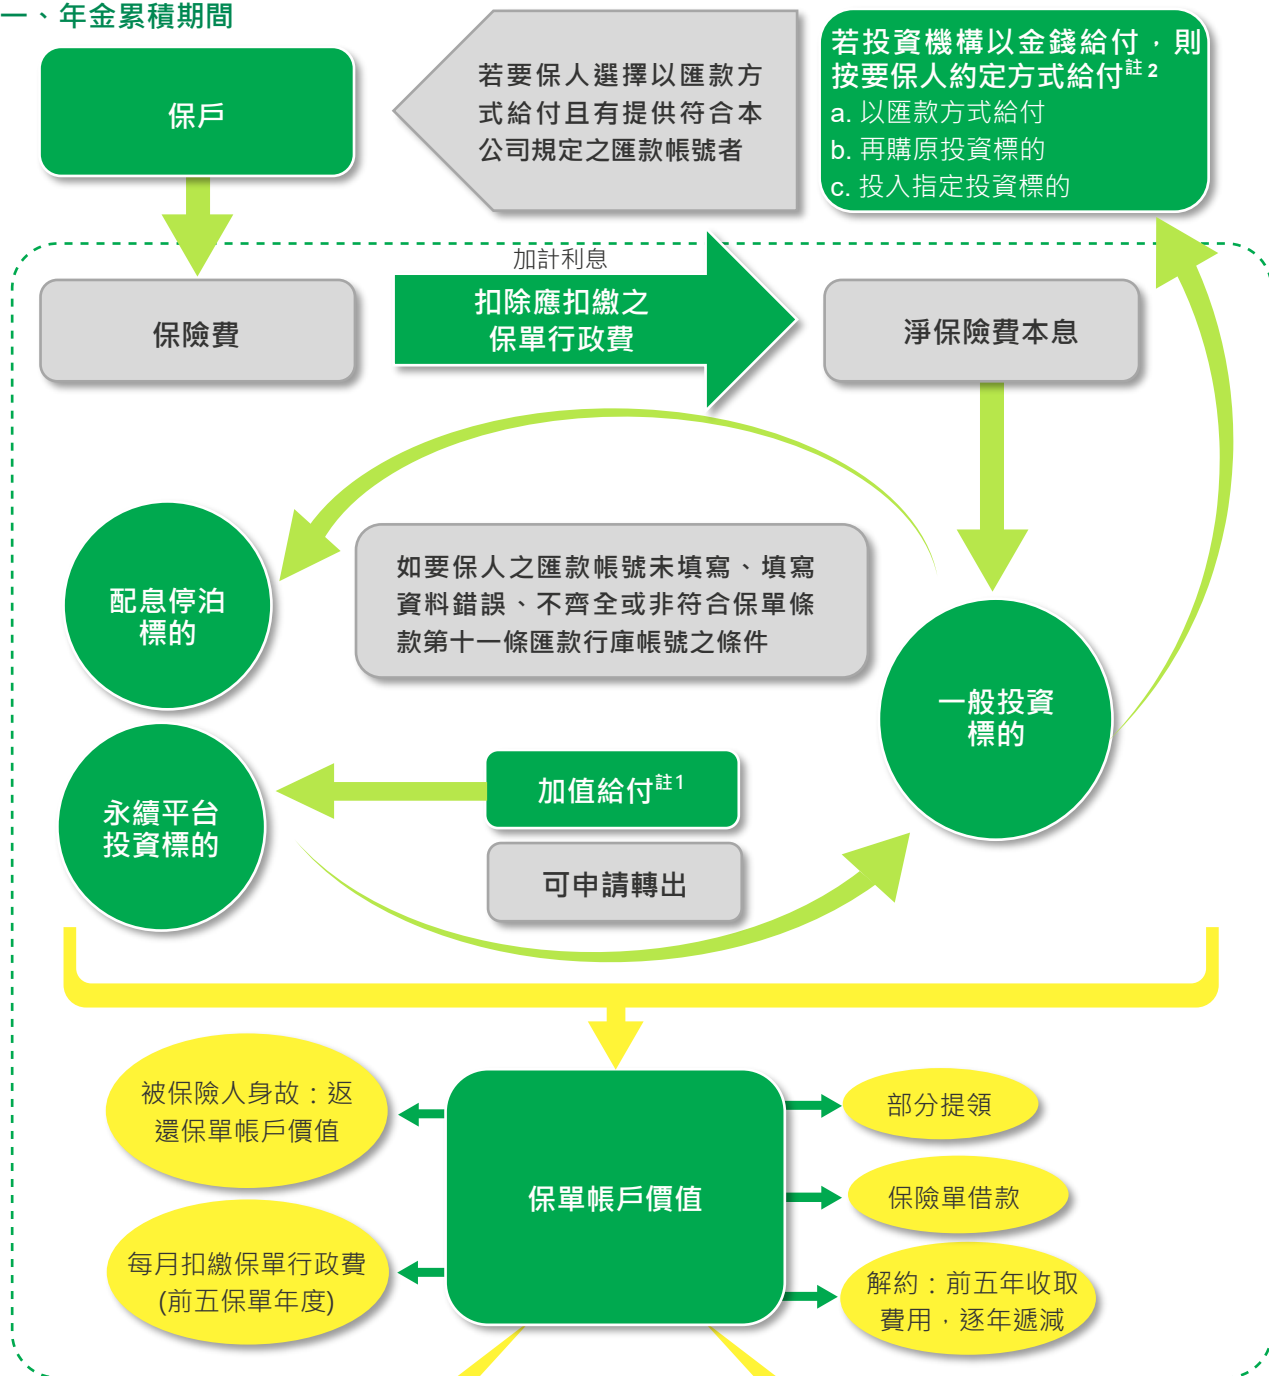 一、年金累積期間
保戶
若要保人選擇以匯款方
式給付且有提供符合本
公司規定之匯款帳號者
若投資機構以金錢給付，則
按要保人約定方式給付註2
a. 以匯款方式給付
b. 再購原投資標的
c. 投入指定投資標的
保險費
加計利息
扣除應扣繳之
保單行政費
淨保險費本息
配息停泊
標的
如要保人之匯款帳號未填寫、填寫
資料錯誤、不齊全或非符合保單條
款第十一條匯款行庫帳號之條件
一般投資
標的
永續平台
投資標的
加值給付註1
可申請轉出
被保險人身故：返
還保單帳戶價值
每月扣繳保單行政費
(前五保單年度)
保單帳戶價值
部分提領
保險單借款
解約：前五年收取
費用，逐年遞減